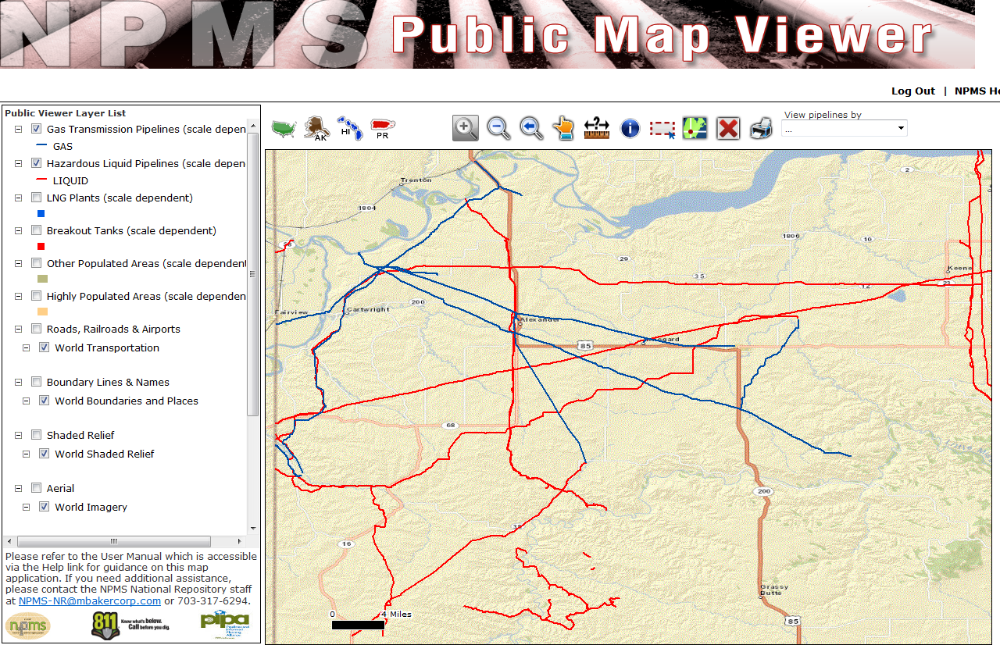 NPMS Public Map Viewer
Log Out | NPMS He
Public Viewer Layer List
Gas Transmission Pipelines (scale depen
GAS
Hazardous Liquid Pipelines (scale depen
LIQUID
LNG Plants (scale dependent)
Breakout Tanks (scale dependent)
Other Populated Areas (scale dependent
Highly Populated Areas (scale dependen
Roads, Railroads & Airports
World Transportation
Boundary Lines & Names
World Boundaries and Places
Shaded Relief
World Shaded Relief
Aerial
World Imagery
Please refer to the User Manual which is accessible
via the Help link for guidance on this map
application. If you need additional assistance,
please contact the NPMS National Repository staff
at NPMS-NR@mbakercorp.com or 703-317-6294.
npms
811 Know what's below.
Call before you dig.
pipa
Pipelines and
Informed
Planning
Alliance
AK
HI
PR
View pipelines by
...
Trenton
1804
2
1806
10
29
35
Keene
23
12
200
Fairview
Cartwright
Alexander
85
68
200
38
16
Grassy
Butte
85
0
4 Miles